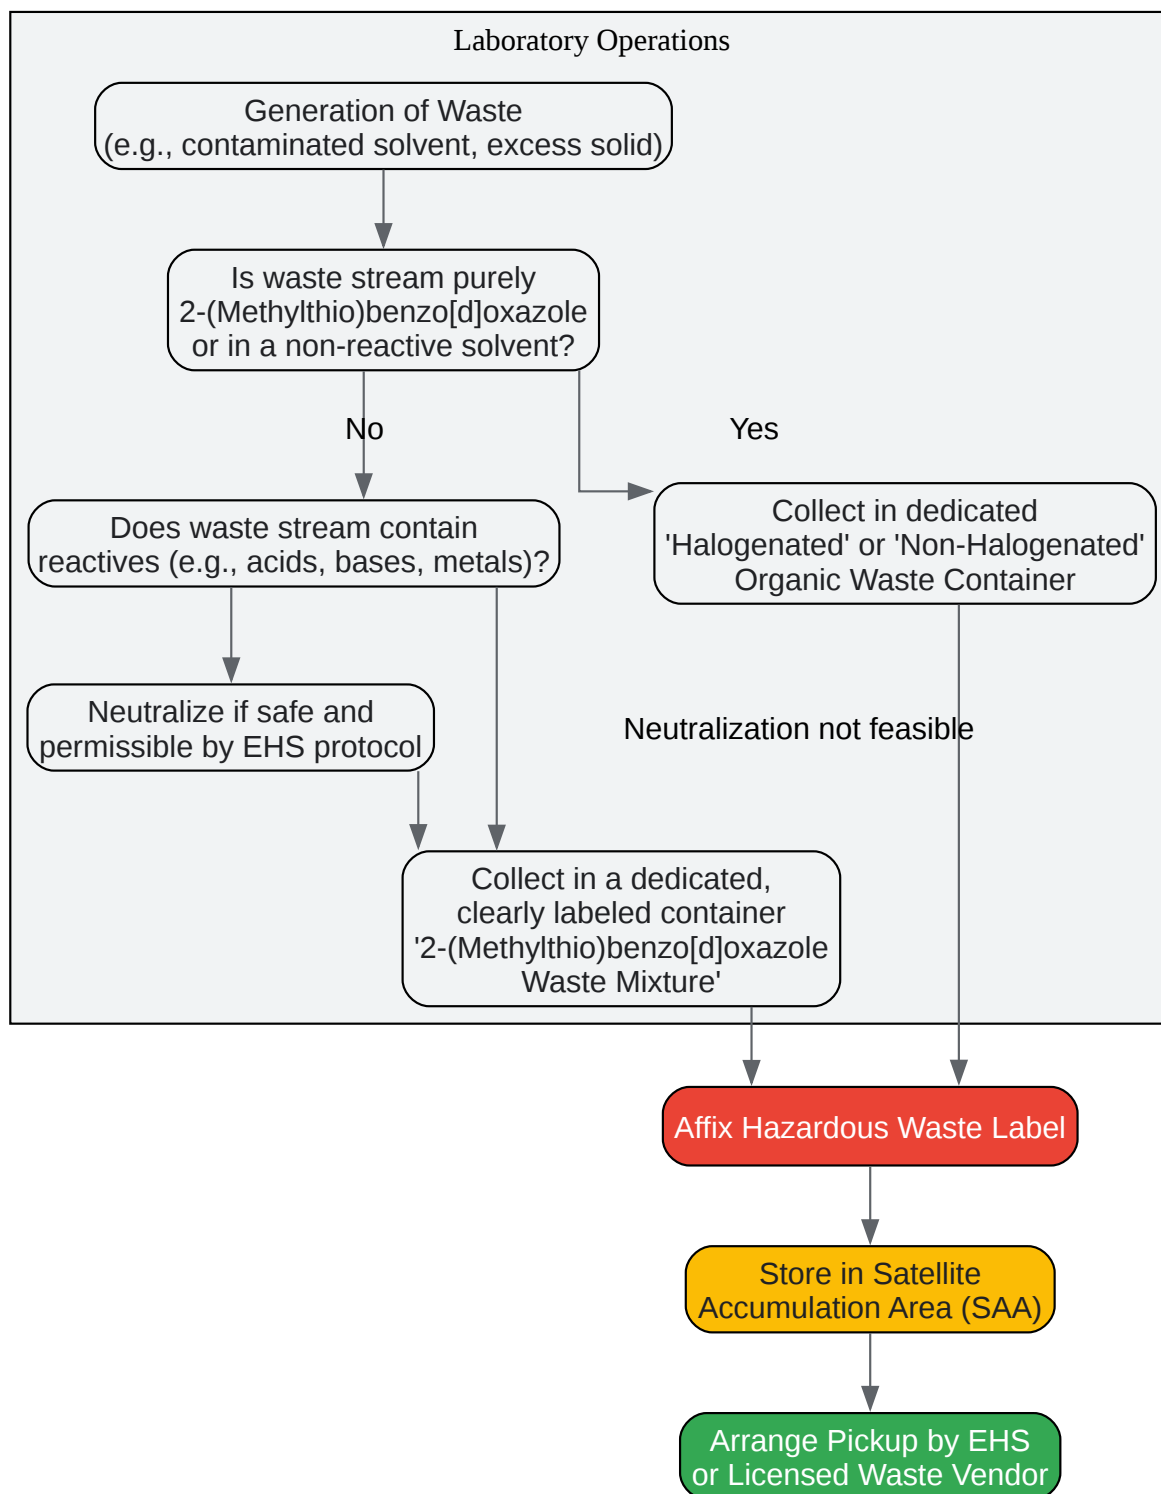 Laboratory Operations
Generation of Waste
(e.g., contaminated solvent, excess solid)
Is waste stream purely
2-(Methylthio)benzo[d]oxazole
or in a non-reactive solvent?
No
Yes
Does waste stream contain
reactives (e.g., acids, bases, metals)?
Collect in dedicated
'Halogenated' or 'Non-Halogenated'
Organic Waste Container
Neutralize if safe and
permissible by EHS protocol
Neutralization not feasible
Collect in a dedicated,
clearly labeled container
'2-(Methylthio)benzo[d]oxazole
Waste Mixture'
Affix Hazardous Waste Label
Store in Satellite
Accumulation Area (SAA)
Arrange Pickup by EHS
or Licensed Waste Vendor